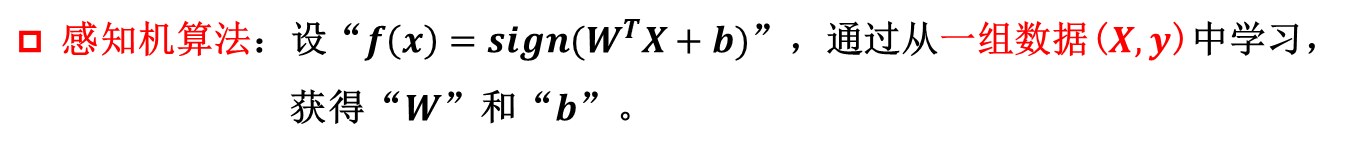 感知机算法：设“f(x) = sign(WᵀX + b)”，通过从一组数据(X, y)中学习，
获得“W”和“b”。